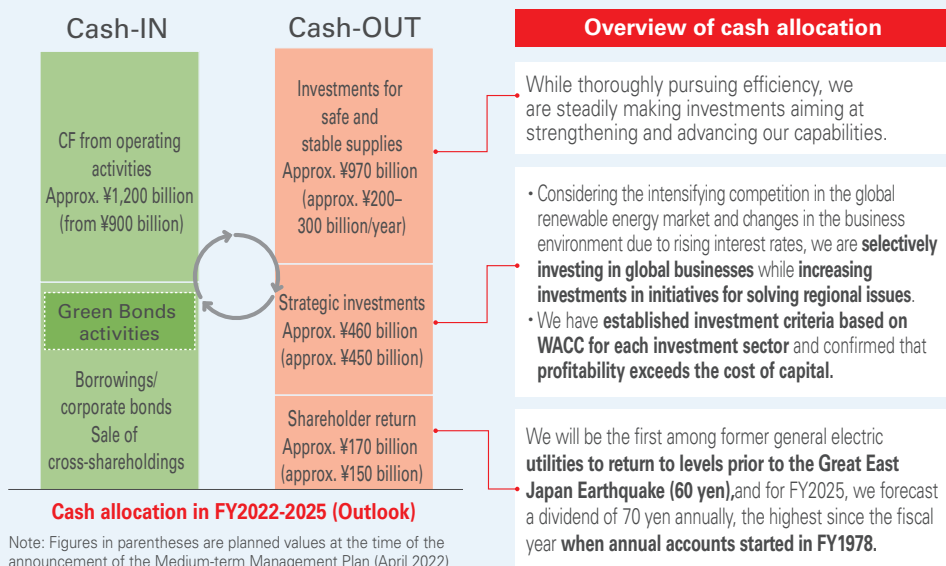 Cash-IN
CF from operating
activities
Approx. ¥1,200 billion
(from ¥900 billion)
Green Bonds
activities
Borrowings/
corporate bonds
Sale of
cross-shareholdings
Cash-OUT
Investments for
safe and
stable supplies
Approx. ¥970 billion
(approx. ¥200–
300 billion/year)
Strategic investments
Approx. ¥460 billion
(approx. ¥450 billion)
Shareholder return
Approx. ¥170 billion
(approx. ¥150 billion)
Cash allocation in FY2022-2025 (Outlook)
Note: Figures in parentheses are planned values at the time of the
announcement of the Medium-term Management Plan (April 2022)
Overview of cash allocation
While thoroughly pursuing efficiency, we
are steadily making investments aiming at
strengthening and advancing our capabilities.
• Considering the intensifying competition in the global
renewable energy market and changes in the business
environment due to rising interest rates, we are selectively
investing in global businesses while increasing
investments in initiatives for solving regional issues.
• We have established investment criteria based on
WACC for each investment sector and confirmed that
profitability exceeds the cost of capital.
We will be the first among former general electric
utilities to return to levels prior to the Great East
Japan Earthquake (60 yen),and for FY2025, we forecast
a dividend of 70 yen annually, the highest since the fiscal
year when annual accounts started in FY1978.